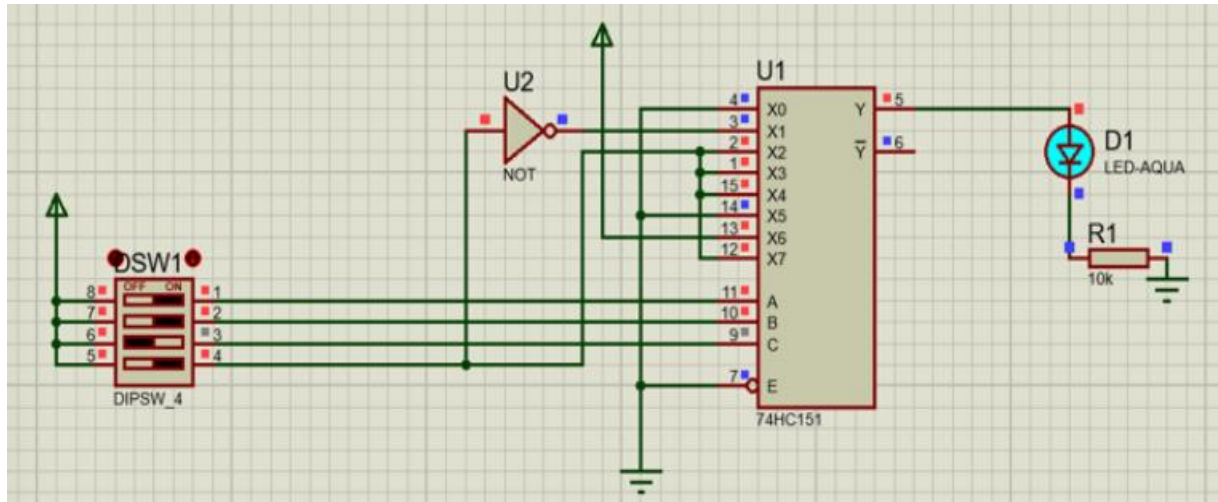 U2
NOT
U1
4 X0 Y 5
3 X1
2 X2 Y 6
1 X3
15 X4
14 X5
13 X6
12 X7
11 A
10 B
9 C
7 E
74HC151
D1
LED-AQUA
R1
10k
DSW1
OFF ON
8 1
7 2
6 3
5 4
DIPSW_4